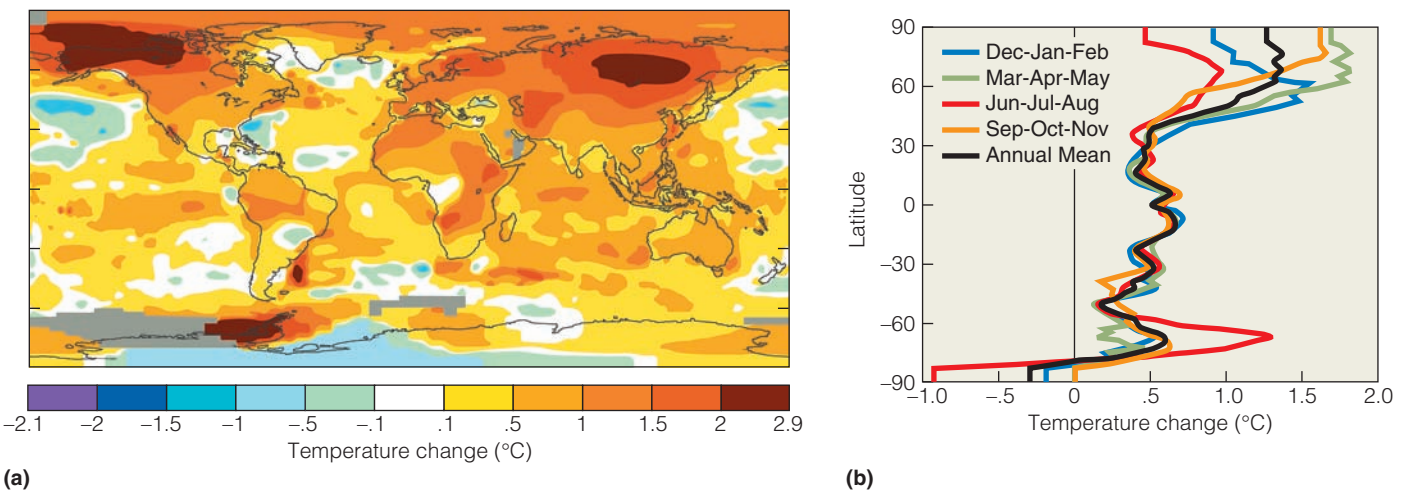 −2.1 −2 −1.5 −1 −.5 −.1 .1 .5 1 1.5 2 2.9
Temperature change (°C)
(a)
90
60
30
0
−30
−60
−90
Latitude
Dec-Jan-Feb
Mar-Apr-May
Jun-Jul-Aug
Sep-Oct-Nov
Annual Mean
−1.0 −.5 0 .5 1.0 1.5 2.0
Temperature change (°C)
(b)